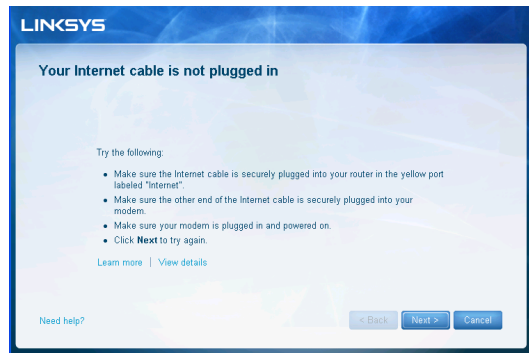 LINKSYS
Your Internet cable is not plugged in
Try the following:
• Make sure the Internet cable is securely plugged into your router in the yellow port
labeled "Internet".
• Make sure the other end of the Internet cable is securely plugged into your
modem.
• Make sure your modem is plugged in and powered on.
• Click Next to try again.
Learn more | View details
Need help? < Back Next > Cancel